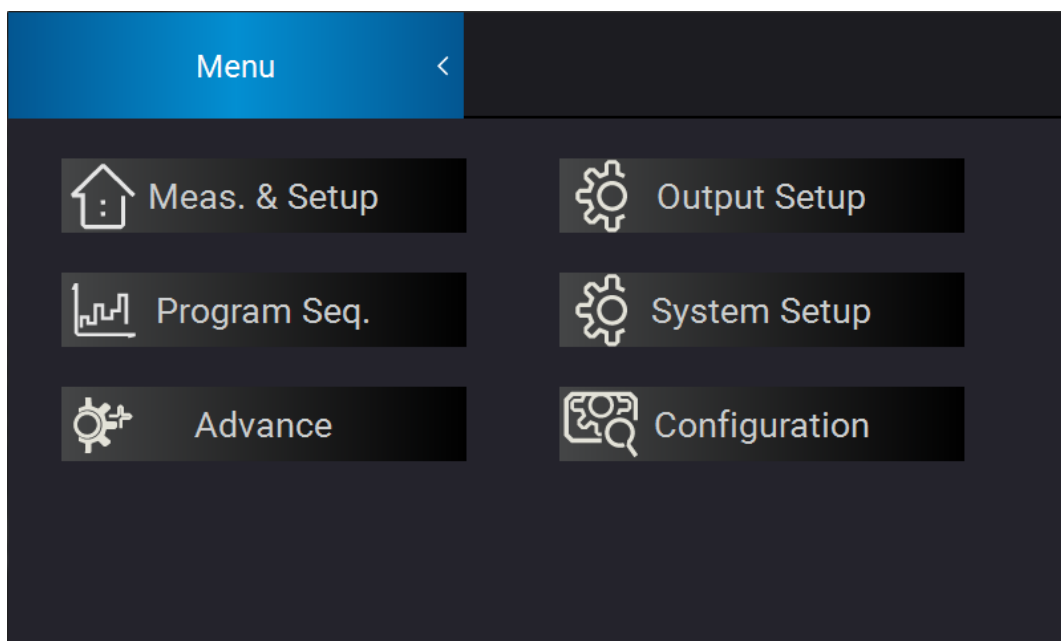 Menu <
Meas. & Setup
Output Setup
Program Seq.
System Setup
Advance
Configuration